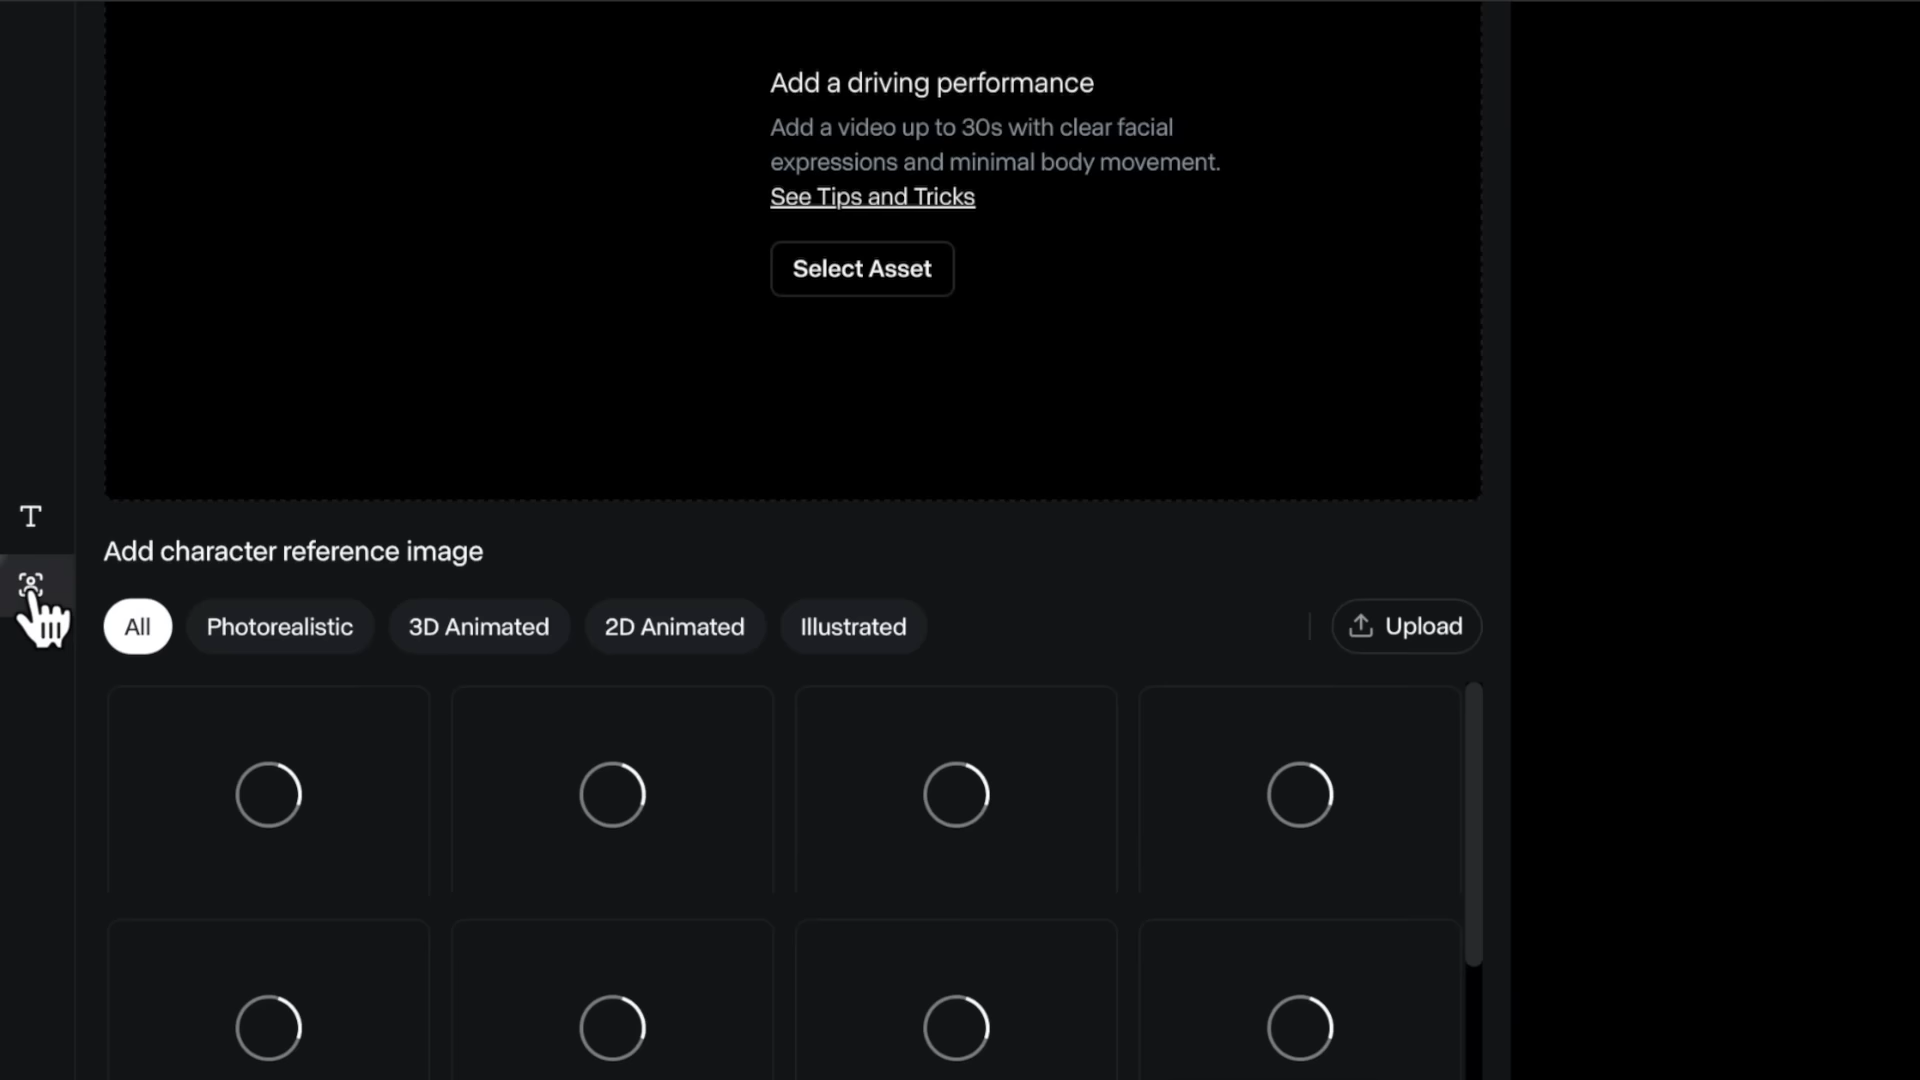 Add a driving performance
Add a video up to 30s with clear facial
expressions and minimal body movement.
See Tips and Tricks
Select Asset
T
Add character reference image
All
Photorealistic
3D Animated
2D Animated
Illustrated
Upload